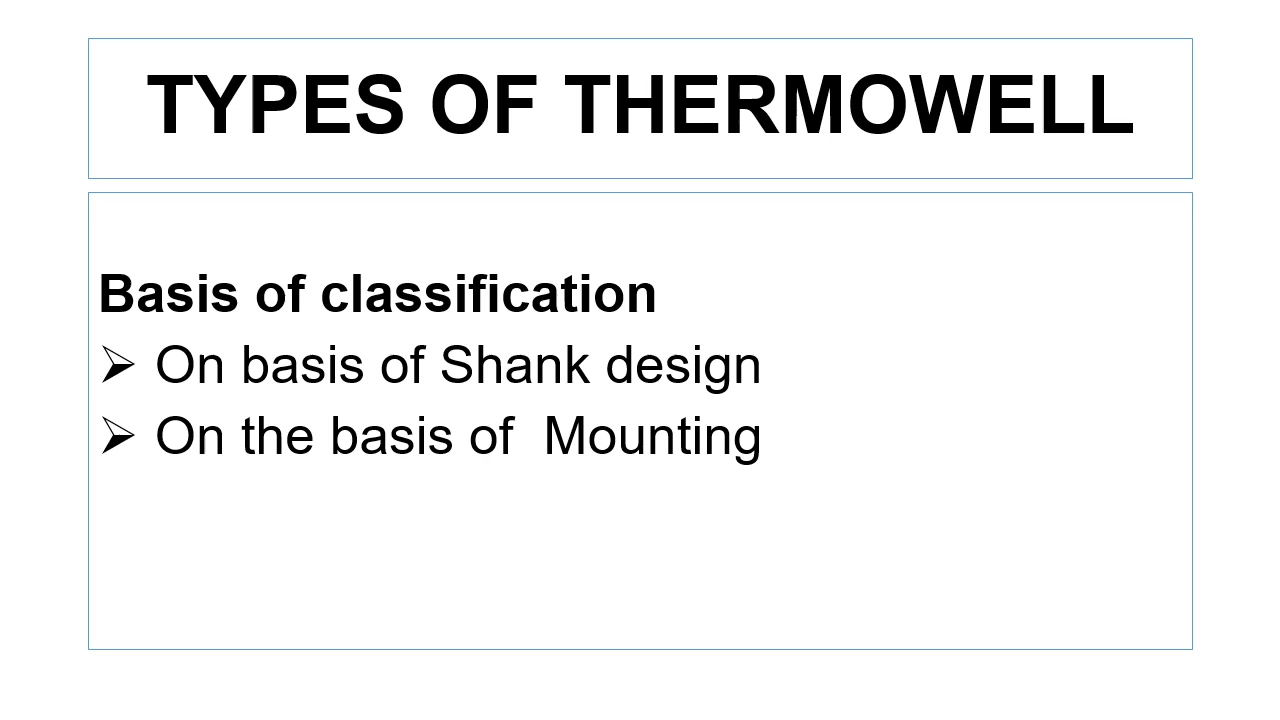 TYPES OF THERMOWELL
Basis of classification
➢ On basis of Shank design
➢ On the basis of  Mounting